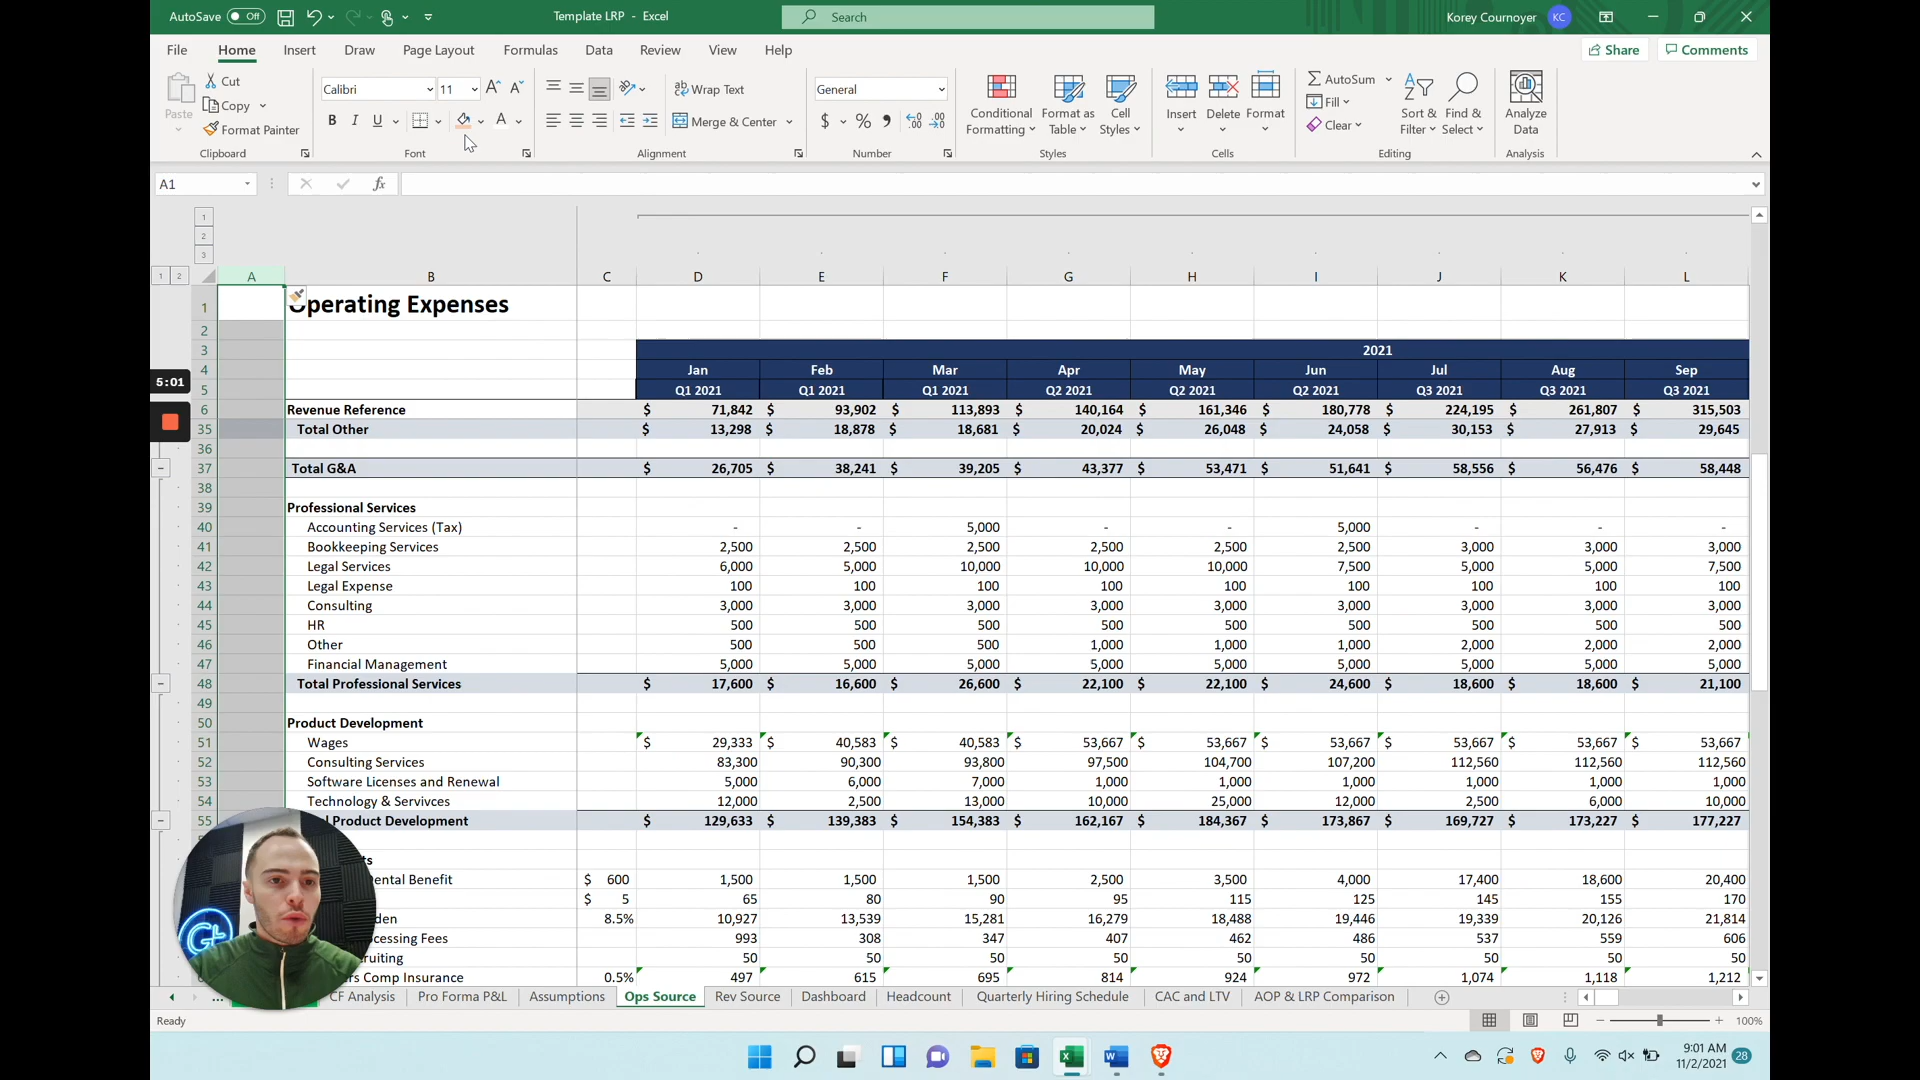 AutoSave Off Template LRP - Excel Search Korey Cournoyer KC
File Home Insert Draw Page Layout Formulas Data Review View Help Share Comments
Paste Cut Copy Format Painter Clipboard
Calibri 11 B I U A Font
Wrap Text Merge & Center Alignment
General $ % Number
Conditional Formatting Format as Table Cell Styles Styles
Insert Delete Format Cells
AutoSum Fill Clear Sort & Filter Find & Select Editing
Analyze Data Analysis
A1 fx
1
2
3
1 2 A B C D E F G H I J K L
1 Operating Expenses
2
3 2021
4 Jan Feb Mar Apr May Jun Jul Aug Sep
5 Q1 2021 Q1 2021 Q1 2021 Q2 2021 Q2 2021 Q2 2021 Q3 2021 Q3 2021 Q3 2021
5:01
6 Revenue Reference $ 71,842 $ 93,902 $ 113,893 $ 140,164 $ 161,346 $ 180,778 $ 224,195 $ 261,807 $ 315,503
35 Total Other $ 13,298 $ 18,878 $ 18,681 $ 20,024 $ 26,048 $ 24,058 $ 30,153 $ 27,913 $ 29,645
36
37 Total G&A $ 26,705 $ 38,241 $ 39,205 $ 43,377 $ 53,471 $ 51,641 $ 58,556 $ 56,476 $ 58,448
38
39 Professional Services
40 Accounting Services (Tax) - - 5,000 - - 5,000 - - -
41 Bookkeeping Services 2,500 2,500 2,500 2,500 2,500 2,500 3,000 3,000 3,000
42 Legal Services 6,000 5,000 10,000 10,000 10,000 7,500 5,000 5,000 7,500
43 Legal Expense 100 100 100 100 100 100 100 100 100
44 Consulting 3,000 3,000 3,000 3,000 3,000 3,000 3,000 3,000 3,000
45 HR 500 500 500 500 500 500 500 500 500
46 Other 500 500 500 1,000 1,000 1,000 2,000 2,000 2,000
47 Financial Management 5,000 5,000 5,000 5,000 5,000 5,000 5,000 5,000 5,000
48 Total Professional Services $ 17,600 $ 16,600 $ 26,600 $ 22,100 $ 22,100 $ 24,600 $ 18,600 $ 18,600 $ 21,100
49
50 Product Development
51 Wages $ 29,333 $ 40,583 $ 40,583 $ 53,667 $ 53,667 $ 53,667 $ 53,667 $ 53,667 $ 53,667
52 Consulting Services 83,300 90,300 93,800 97,500 104,700 107,200 112,560 112,560 112,560
53 Software Licenses and Renewal 5,000 6,000 7,000 1,000 1,000 1,000 1,000 1,000 1,000
54 Technology & Servivces 12,000 2,500 13,000 10,000 25,000 12,000 2,500 6,000 10,000
55 Product Development $ 129,633 $ 139,383 $ 154,383 $ 162,167 $ 184,367 $ 173,867 $ 169,727 $ 173,227 $ 177,227
ental Benefit $ 600 1,500 1,500 1,500 2,500 3,500 4,000 17,400 18,600 20,400
$ 5 65 80 90 95 115 125 145 155 170
den 8.5% 10,927 13,539 15,281 16,279 18,488 19,446 19,339 20,126 21,814
ocessing Fees 993 308 347 407 462 486 537 559 606
ruiting 50 50 50 50 50 50 50 50 50
rs Comp Insurance 0.5% 497 615 695 814 924 972 1,074 1,118 1,212
... CF Analysis Pro Forma P&L Assumptions Ops Source Rev Source Dashboard Headcount Quarterly Hiring Schedule CAC and LTV AOP & LRP Comparison
Ready 100%
9:01 AM
11/2/2021 28